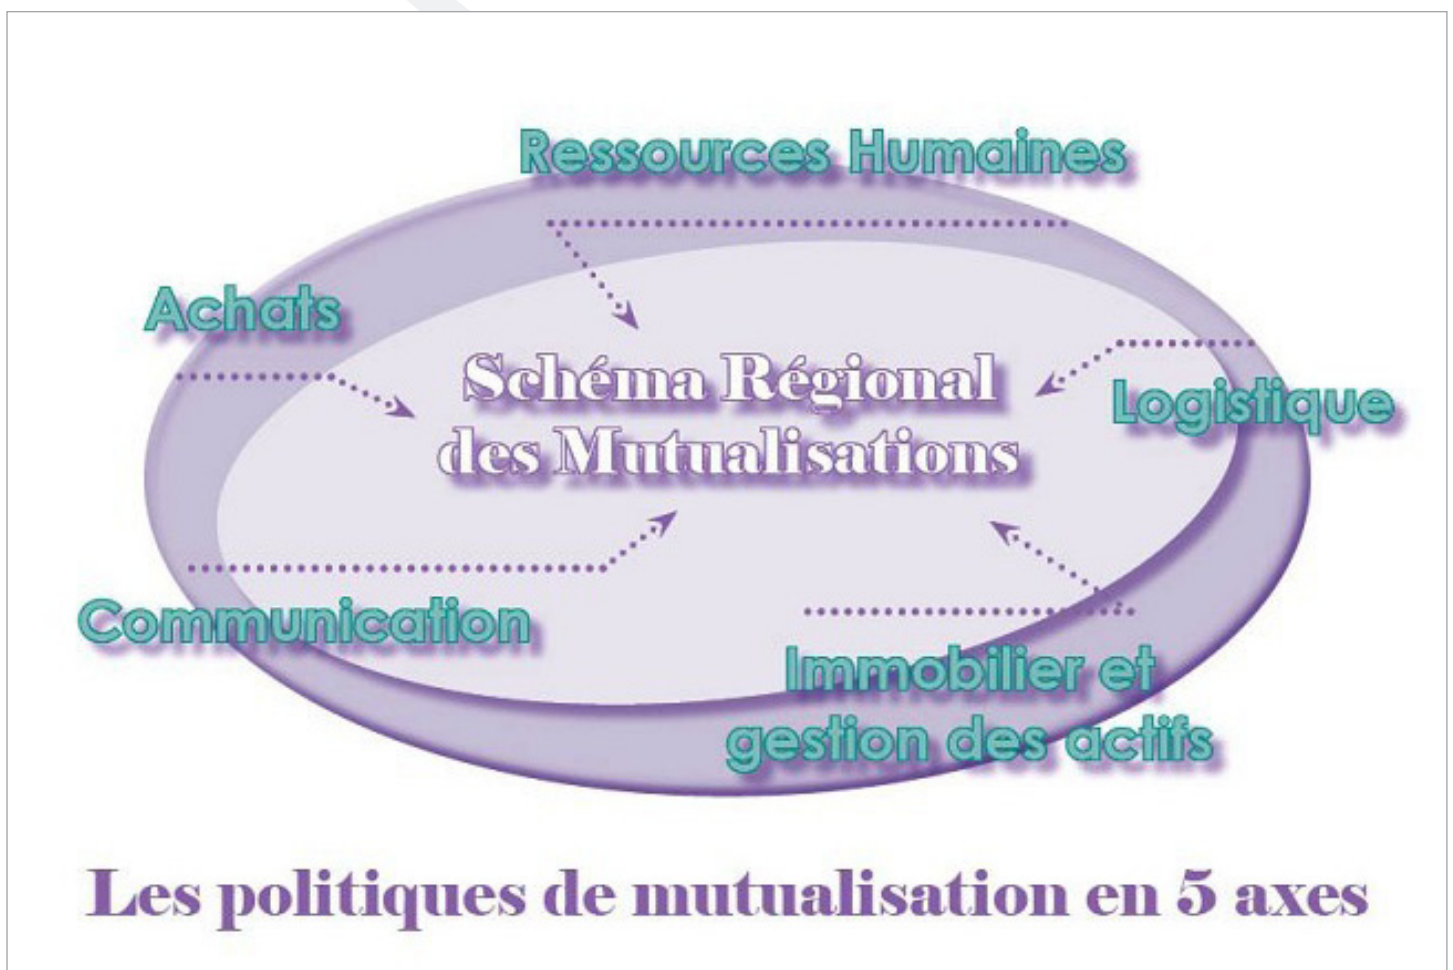 Ressources Humaines
Achats
Schéma Régional
des Mutualisations
Logistique
Communication
Immobilier et
gestion des actifs
Les politiques de mutualisation en 5 axes